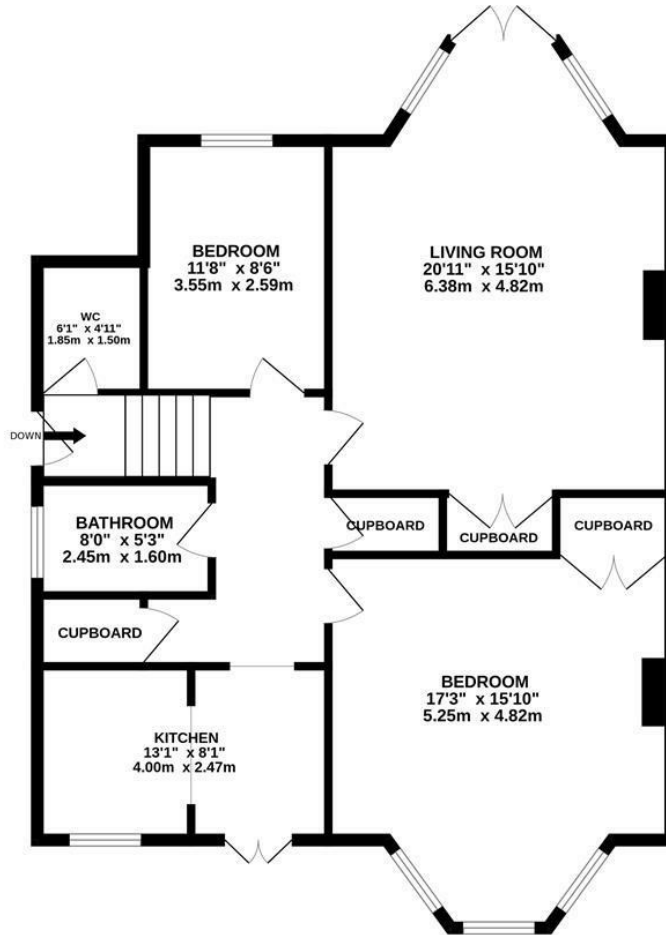 BEDROOM
11'8" x 8'6"
3.55m x 2.59m
LIVING ROOM
20'11" x 15'10"
6.38m x 4.82m
WC
6'1" x 4'11"
1.85m x 1.50m
DOWN
BATHROOM
8'0" x 5'3"
2.45m x 1.60m
CUPBOARD
CUPBOARD
CUPBOARD
CUPBOARD
BEDROOM
17'3" x 15'10"
5.25m x 4.82m
KITCHEN
13'1" x 8'1"
4.00m x 2.47m